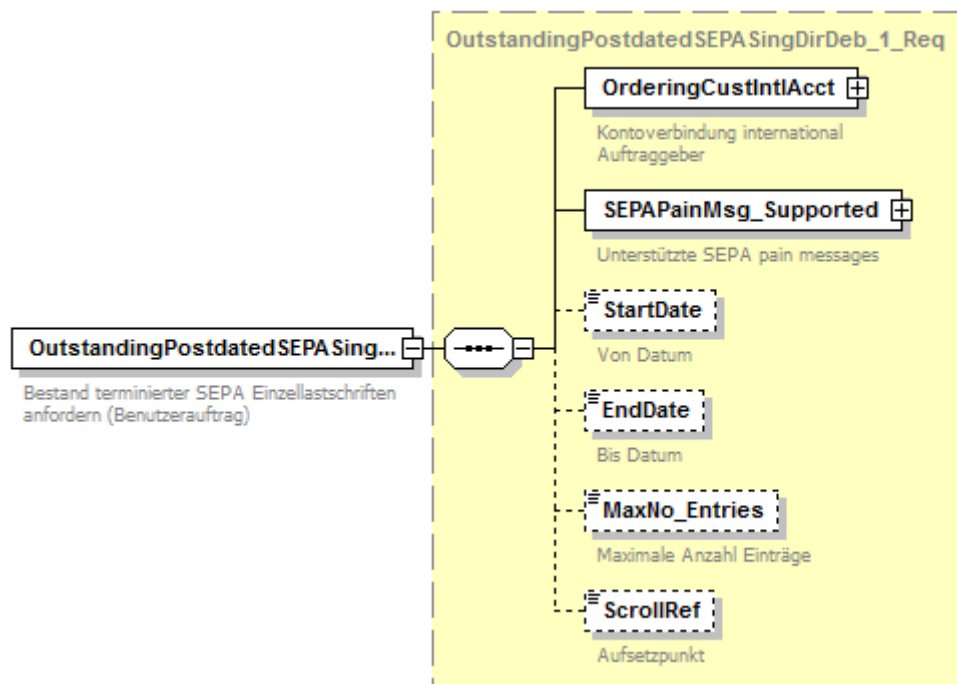 OutstandingPostdatedSEPASingDirDeb_1_Req
OrderingCustIntlAcct
Kontoverbindung international
Auftraggeber
SEPAPainMsg_Supported
Unterstützte SEPA pain messages
StartDate
Von Datum
OutstandingPostdatedSEPASing...
Bestand terminierter SEPA Einzellastschriften
anfordern (Benutzerauftrag)
EndDate
Bis Datum
MaxNo_Entries
Maximale Anzahl Einträge
ScrollRef
Aufsetzpunkt